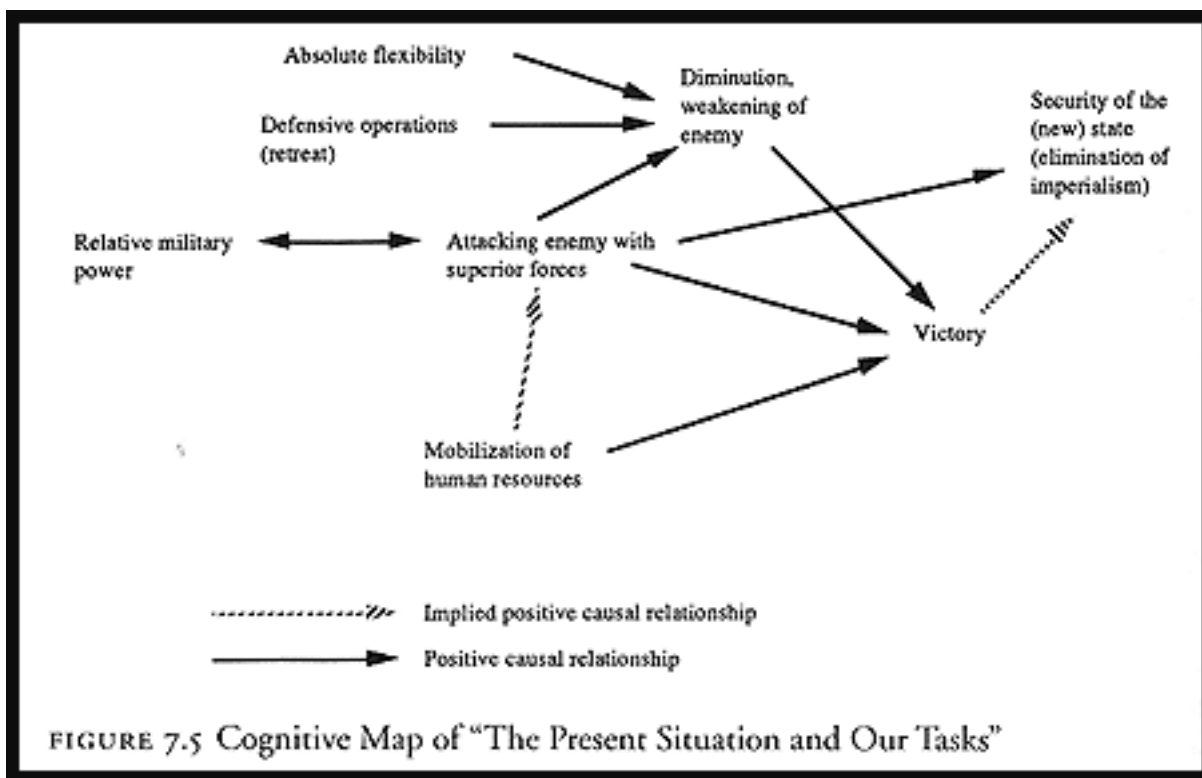 Absolute flexibility
Diminution,
weakening of
enemy
Security of the
(new) state
(elimination of
imperialism)
Defensive operations
(retreat)
Relative military
power
Attacking enemy with
superior forces
Victory
Mobilization of
human resources
Implied positive causal relationship
Positive causal relationship
FIGURE 7.5 Cognitive Map of “The Present Situation and Our Tasks”